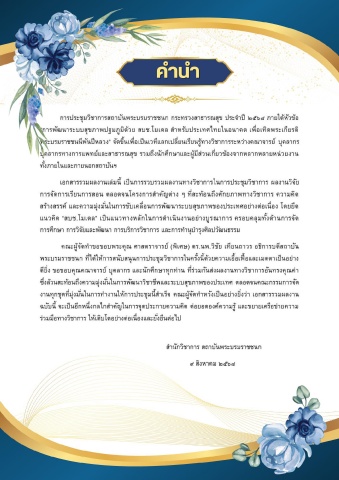 คำนำ
การประชุมวิชาการสถาบันพระบรมราชชนก กระทรวงสาธารณสุข ประจำปี ๒๕๖๗ ภายใต้หัวข้อ
"การพัฒนาระบบสุขภาพปฐมภูมิด้วย สบช.โมเดล สำหรับประเทศไทยในอนาคต เพื่อเทิดพระเกียรติ
พระบรมราชชนนีพันปีหลวง" จัดขึ้นเพื่อเป็นเวทีแลกเปลี่ยนเรียนรู้ทางวิชาการระหว่างคณาจารย์ บุคลากร
บุคลากรทางการแพทย์และสาธารณสุข รวมถึงนักศึกษาและผู้มีส่วนเกี่ยวข้องจากหลากหลายหน่วยงาน
ทั้งภายในและภายนอกสถาบันฯ
เอกสารรวมผลงานเล่มนี้ เป็นการรวบรวมผลงานทางวิชาการในการประชุมวิชาการ ผลงานวิจัย
การจัดการเรียนการสอน ตลอดจนโครงการสำคัญต่าง ๆ ที่สะท้อนถึงศักยภาพทางวิชาการ ความคิด
สร้างสรรค์ และความมุ่งมั่นในการขับเคลื่อนการพัฒนาระบบสุขภาพของประเทศอย่างต่อเนื่อง โดยยึด
แนวคิด "สบช.โมเดล" เป็นแนวทางหลักในการดำเนินงานอย่างบูรณาการ ครอบคลุมทั้งด้านการจัด
การศึกษา การวิจัยและพัฒนา การบริการวิชาการ และการทำนุบำรุงศิลปวัฒนธรรม
คณะผู้จัดทำขอขอบพระคุณ ศาสตราจารย์ (พิเศษ) ดร.นพ.วิชัย เทียนถาวร อธิการบดีสถาบัน
พระบรมราชชนก ที่ได้ให้การสนับสนุนการประชุมวิชาการในครั้งนี้ด้วยความเอื้อเฟื้อและเมตตาเป็นอย่าง
ดียิ่ง ขอขอบคุณคณาจารย์ บุคลากร และนักศึกษาทุกท่าน ที่ร่วมกันส่งผลงานทางวิชาการอันทรงคุณค่า
ซึ่งล้วนสะท้อนถึงความมุ่งมั่นในการพัฒนาวิชาชีพและระบบสุขภาพของประเทศ ตลอดจนคณะกรรมการจัด
งานทุกชุดที่มุ่งมั่นในการทำงานให้การประชุมนี้สำเร็จ คณะผู้จัดทำหวังเป็นอย่างยิ่งว่า เอกสารรวมผลงาน
ฉบับนี้ จะเป็นอีกหนึ่งกลไกสำคัญในการจุดประกายความคิด ต่อยอดองค์ความรู้ และขยายเครือข่ายความ
ร่วมมือทางวิชาการ ให้เติบโตอย่างต่อเนื่องและยั่งยืนต่อไป
สำนักวิชาการ สถาบันพระบรมราชชนก
๙ สิงหาคม ๒๕๖๗